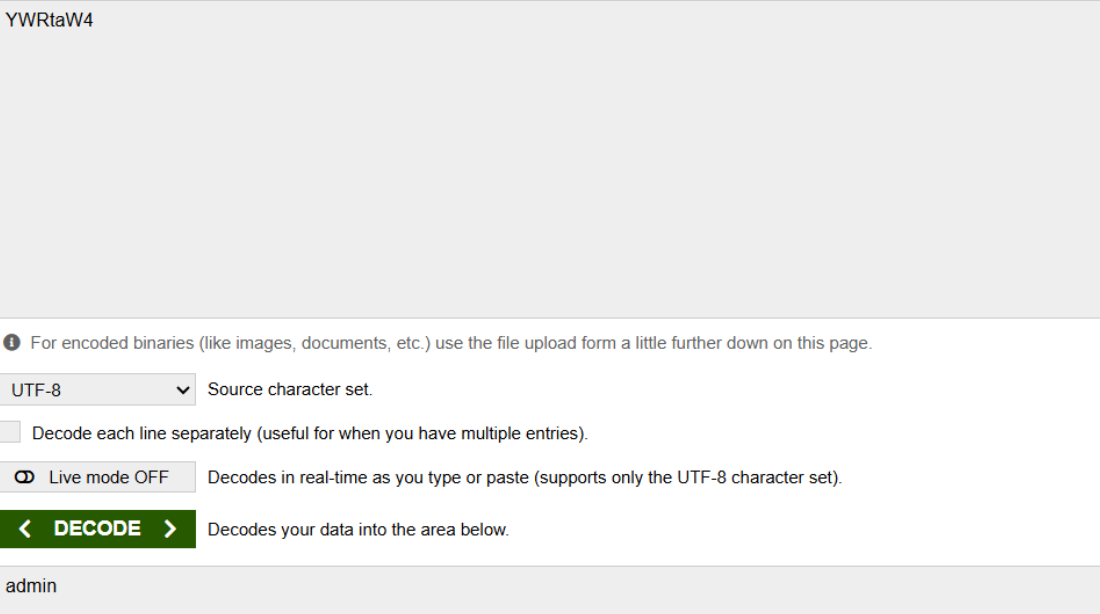 YWRtaW4
For encoded binaries (like images, documents, etc.) use the file upload form a little further down on this page.
UTF-8 Source character set.
Decode each line separately (useful for when you have multiple entries).
Live mode OFF Decodes in real-time as you type or paste (supports only the UTF-8 character set).
< DECODE > Decodes your data into the area below.
admin